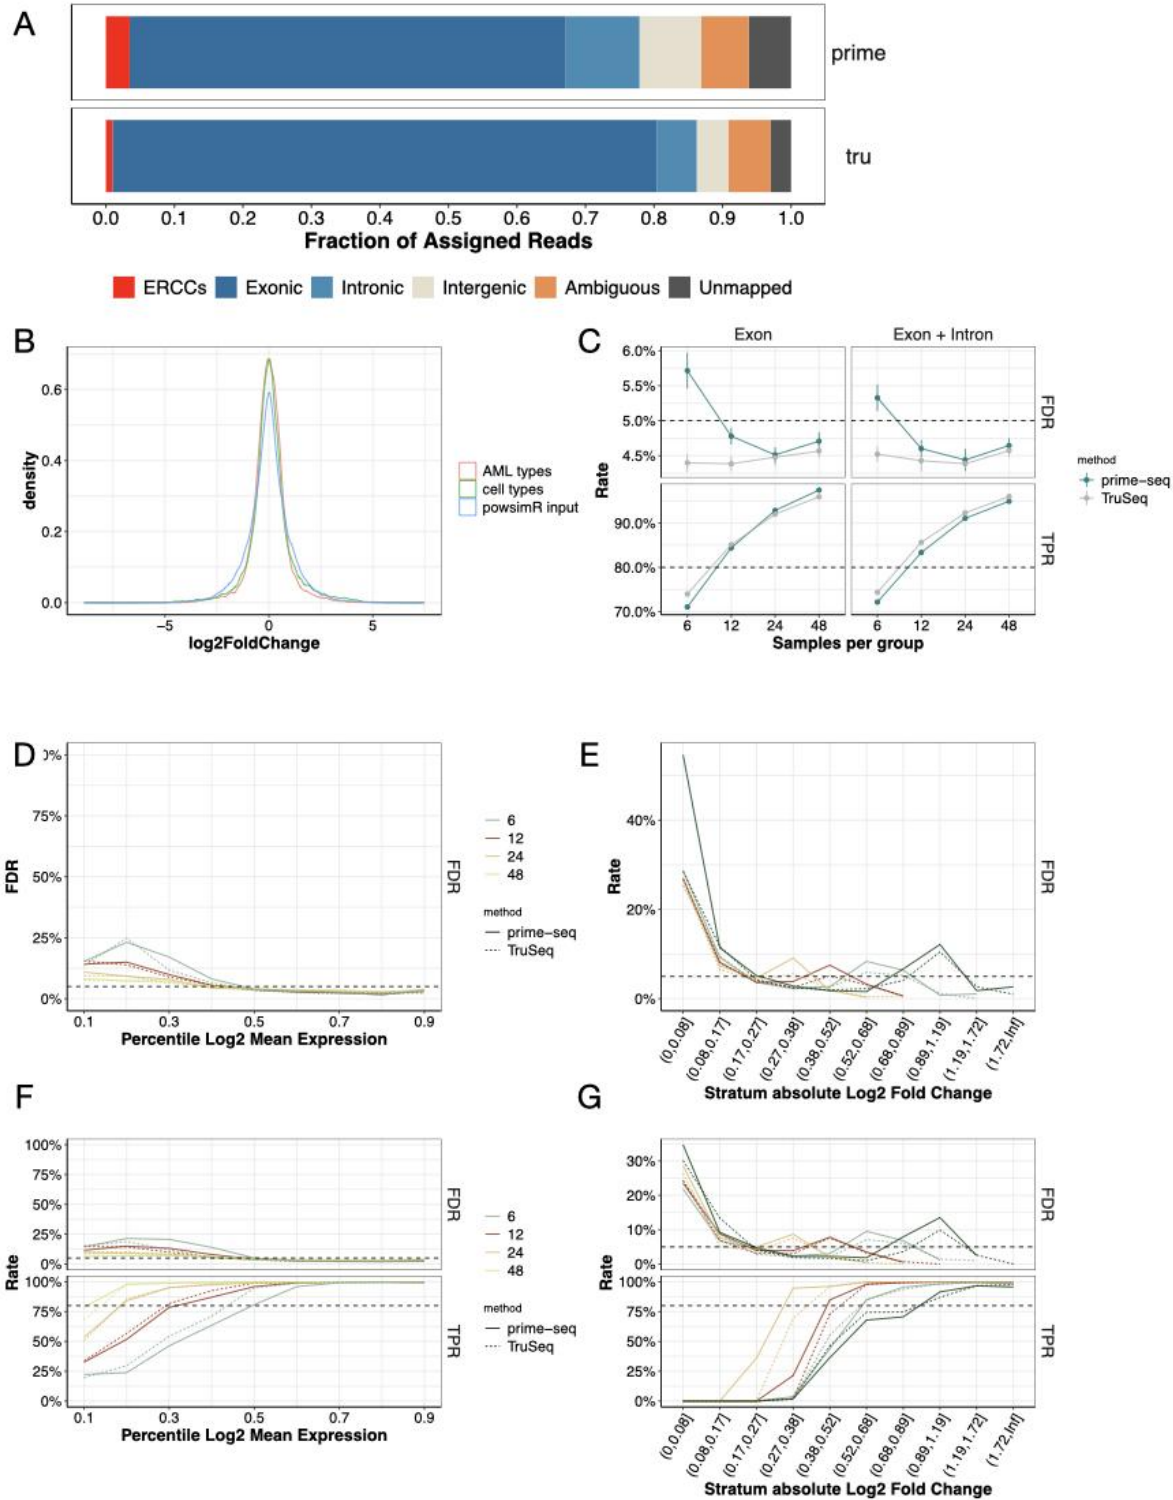 A
prime
tru
0.0 0.1 0.2 0.3 0.4 0.5 0.6 0.7 0.8 0.9 1.0
Fraction of Assigned Reads
ERCCs Exonic Intronic Intergenic Ambiguous Unmapped
B
density
0.6
0.4
0.2
0.0
−5 0 5
log2FoldChange
AML types
cell types
powsimR input
C
Exon Exon + Intron
Rate
6.0%
5.5%
5.0%
4.5%
FDR
90.0%
80.0%
70.0%
TPR
6 12 24 48 6 12 24 48
Samples per group
method
prime−seq
TruSeq
D
FDR
0%
75%
50%
25%
0%
FDR
0.1 0.3 0.5 0.7 0.9
Percentile Log2 Mean Expression
6
12
24
48
method
prime−seq
TruSeq
E
Rate
40%
20%
0%
FDR
(0,0.08] (0.08,0.17] (0.17,0.27] (0.27,0.38] (0.38,0.52] (0.52,0.68] (0.68,0.89] (0.89,1.19] (1.19,1.72] (1.72,Inf]
Stratum absolute Log2 Fold Change
F
Rate
100%
75%
50%
25%
0%
FDR
100%
75%
50%
25%
0%
TPR
0.1 0.3 0.5 0.7 0.9
Percentile Log2 Mean Expression
6
12
24
48
method
prime−seq
TruSeq
G
Rate
30%
20%
10%
0%
FDR
100%
75%
50%
25%
0%
TPR
(0,0.08] (0.08,0.17] (0.17,0.27] (0.27,0.38] (0.38,0.52] (0.52,0.68] (0.68,0.89] (0.89,1.19] (1.19,1.72] (1.72,Inf]
Stratum absolute Log2 Fold Change